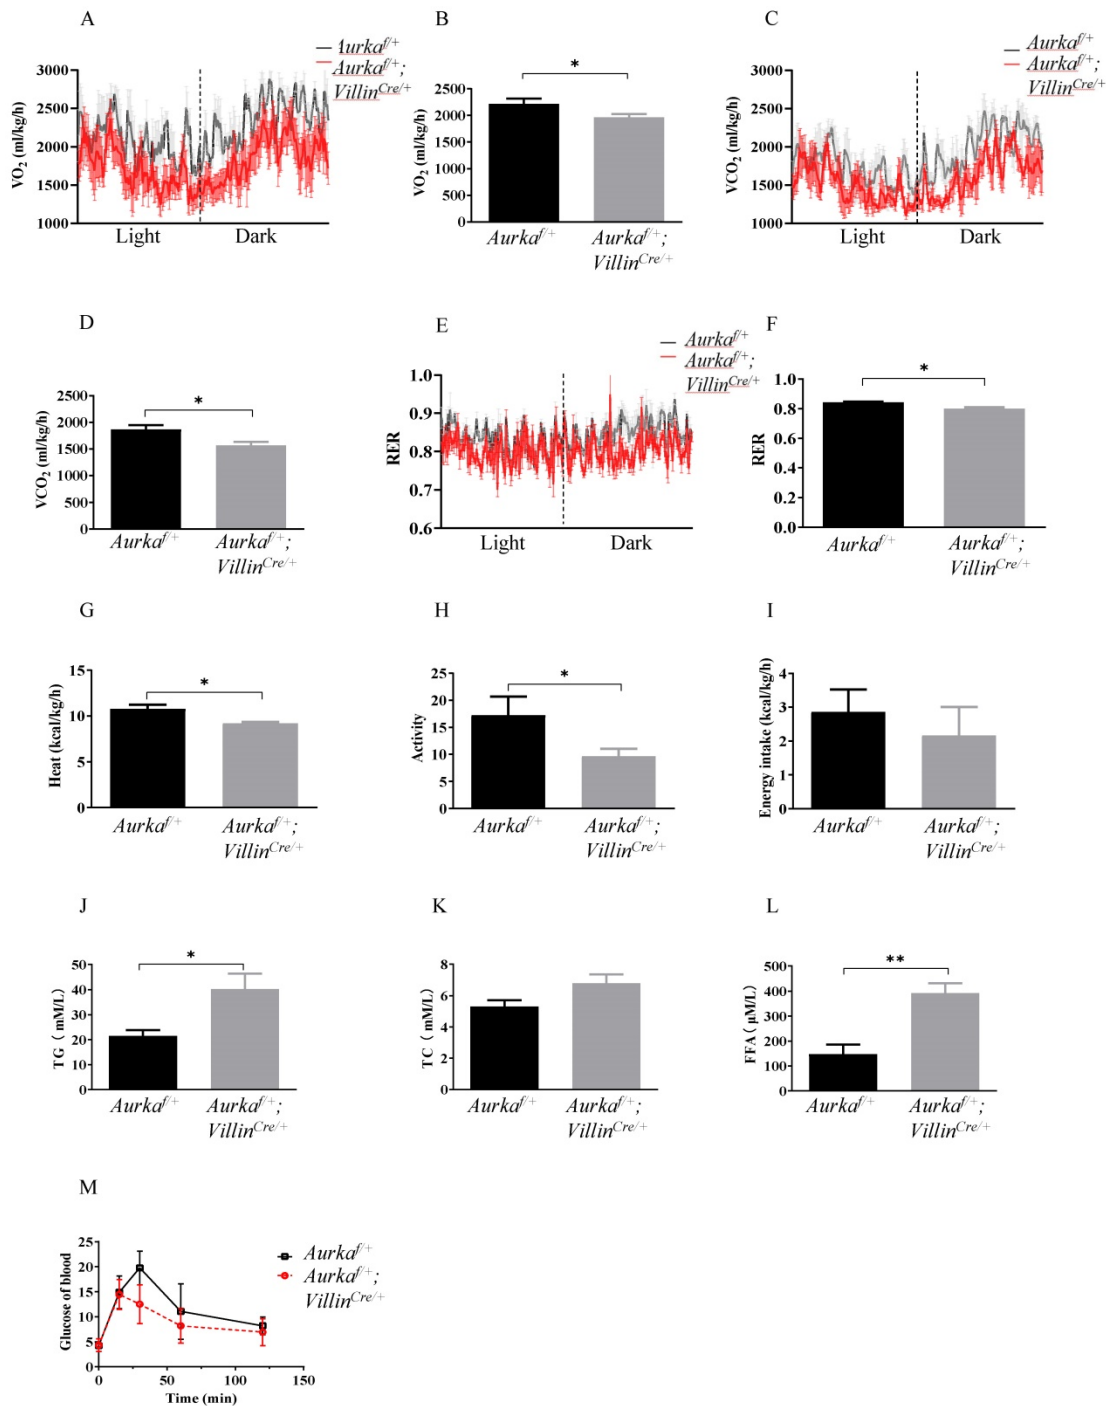 A
Aurka^f/+
Aurka^f/+;
Villin^Cre/+
3000
2500
2000
1500
1000
VO₂ (ml/kg/h)
Light
Dark
B
*
2500
2000
1500
1000
500
0
VO₂ (ml/kg/h)
Aurka^f/+
Aurka^f/+;
Villin^Cre/+
C
Aurka^f/+
Aurka^f/+;
Villin^Cre/+
3000
2500
2000
1500
1000
VCO₂ (ml/kg/h)
Light
Dark
D
*
2500
2000
1500
1000
500
0
VCO₂ (ml/kg/h)
Aurka^f/+
Aurka^f/+;
Villin^Cre/+
E
Aurka^f/+
Aurka^f/+;
Villin^Cre/+
1.0
0.9
0.8
0.7
0.6
RER
Light
Dark
F
*
1.0
0.8
0.6
0.4
0.2
0.0
RER
Aurka^f/+
Aurka^f/+;
Villin^Cre/+
G
*
15
10
5
0
Heat (kcal/kg/h)
Aurka^f/+
Aurka^f/+;
Villin^Cre/+
H
*
25
20
15
10
5
0
Activity
Aurka^f/+
Aurka^f/+;
Villin^Cre/+
I
4
3
2
1
0
Energy intake (kcal/kg/h)
Aurka^f/+
Aurka^f/+;
Villin^Cre/+
J
*
50
40
30
20
10
0
TG（ mM/L）
Aurka^f/+
Aurka^f/+;
Villin^Cre/+
K
8
6
4
2
0
TC（ mM/L）
Aurka^f/+
Aurka^f/+;
Villin^Cre/+
L
**
500
400
300
200
100
0
FFA（ μM/L）
Aurka^f/+
Aurka^f/+;
Villin^Cre/+
M
25
20
15
10
5
0
Glucose of blood
0
50
100
150
Time (min)
Aurka^f/+
Aurka^f/+;
Villin^Cre/+